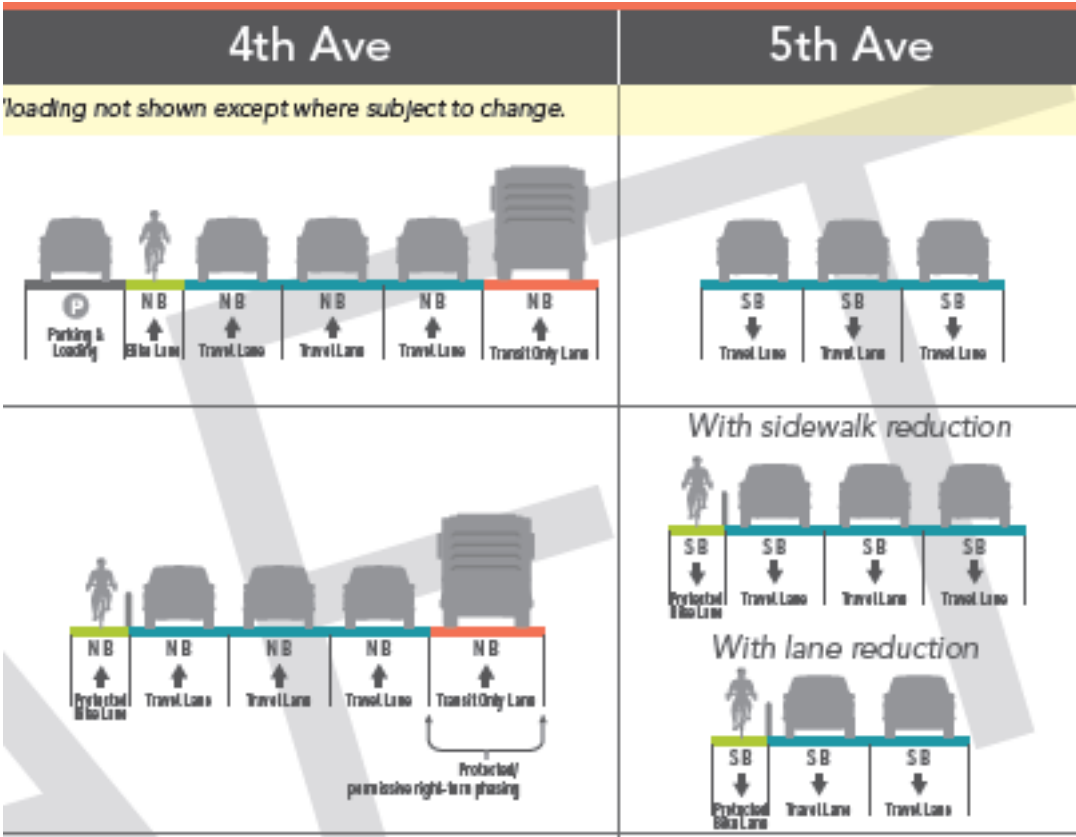 4th Ave
5th Ave
/loading not shown except where subject to change.
P
NB
NB
NB
NB
NB
Parking &
Loading
Bike Lane
Travel Lane
Travel Lane
Travel Lane
Transit Only Lane
SB
SB
SB
Travel Lane
Travel Lane
Travel Lane
NB
NB
NB
NB
NB
Protected
Bike Lane
Travel Lane
Travel Lane
Travel Lane
Transit Only Lane
Protected/
permissive right-turn phasing
With sidewalk reduction
SB
SB
SB
SB
Protected
Bike Lane
Travel Lane
Travel Lane
Travel Lane
With lane reduction
SB
SB
SB
Protected
Bike Lane
Travel Lane
Travel Lane